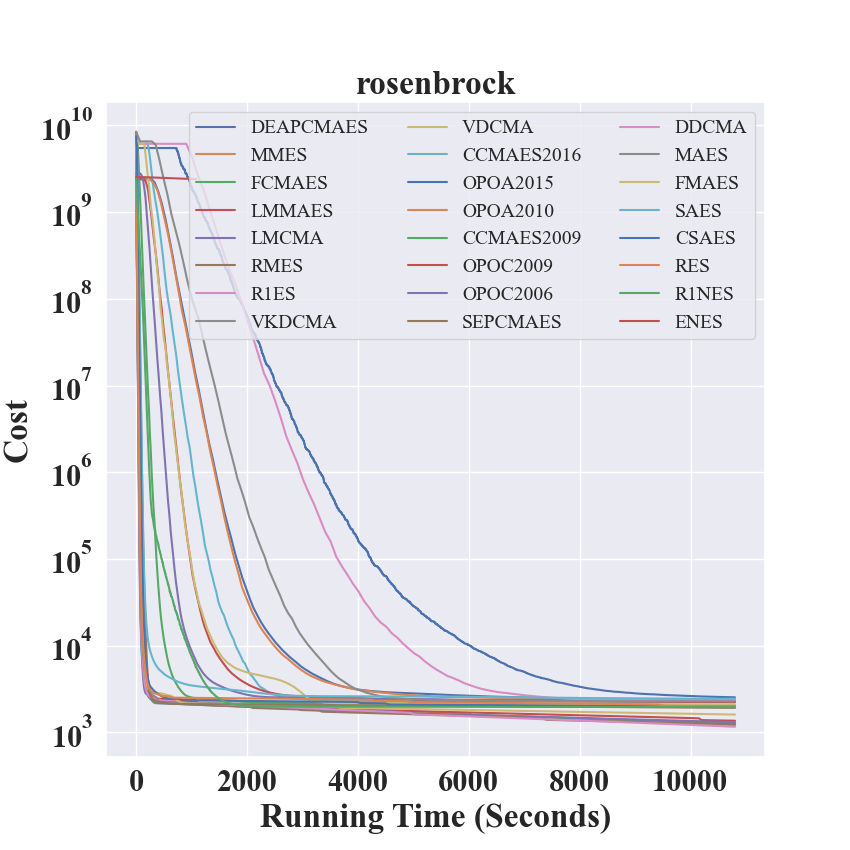 rosenbrock
10^10
10^9
10^8
10^7
10^6
10^5
10^4
10^3
Cost
DEAPCMAES VDCMA DDCMA
MMES CCMAES2016 MAES
FCMAES OPOA2015 FMAES
LMMAES OPOA2010 SAES
LMCMA CCMAES2009 CSAES
RMES OPOC2009 RES
R1ES OPOC2006 R1NES
VKDCMA SEPCMAES ENES
0 2000 4000 6000 8000 10000
Running Time (Seconds)